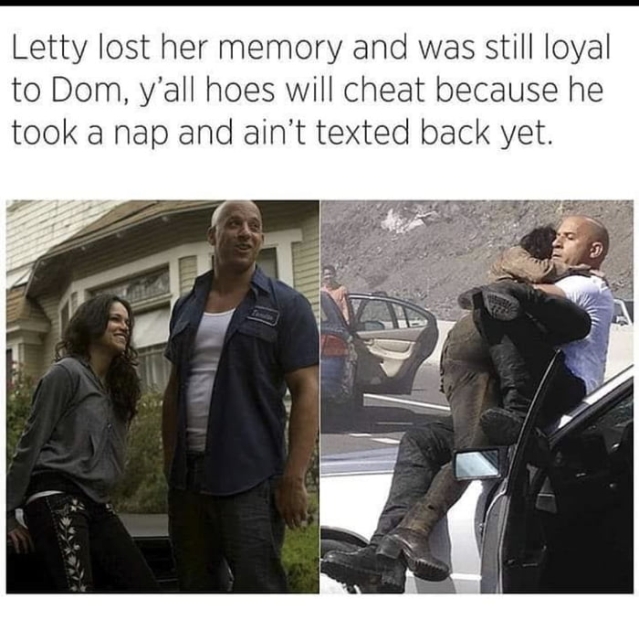 Letty lost her memory and was still loyal
to Dom, y'all hoes will cheat because he
took a nap and ain't texted back yet.